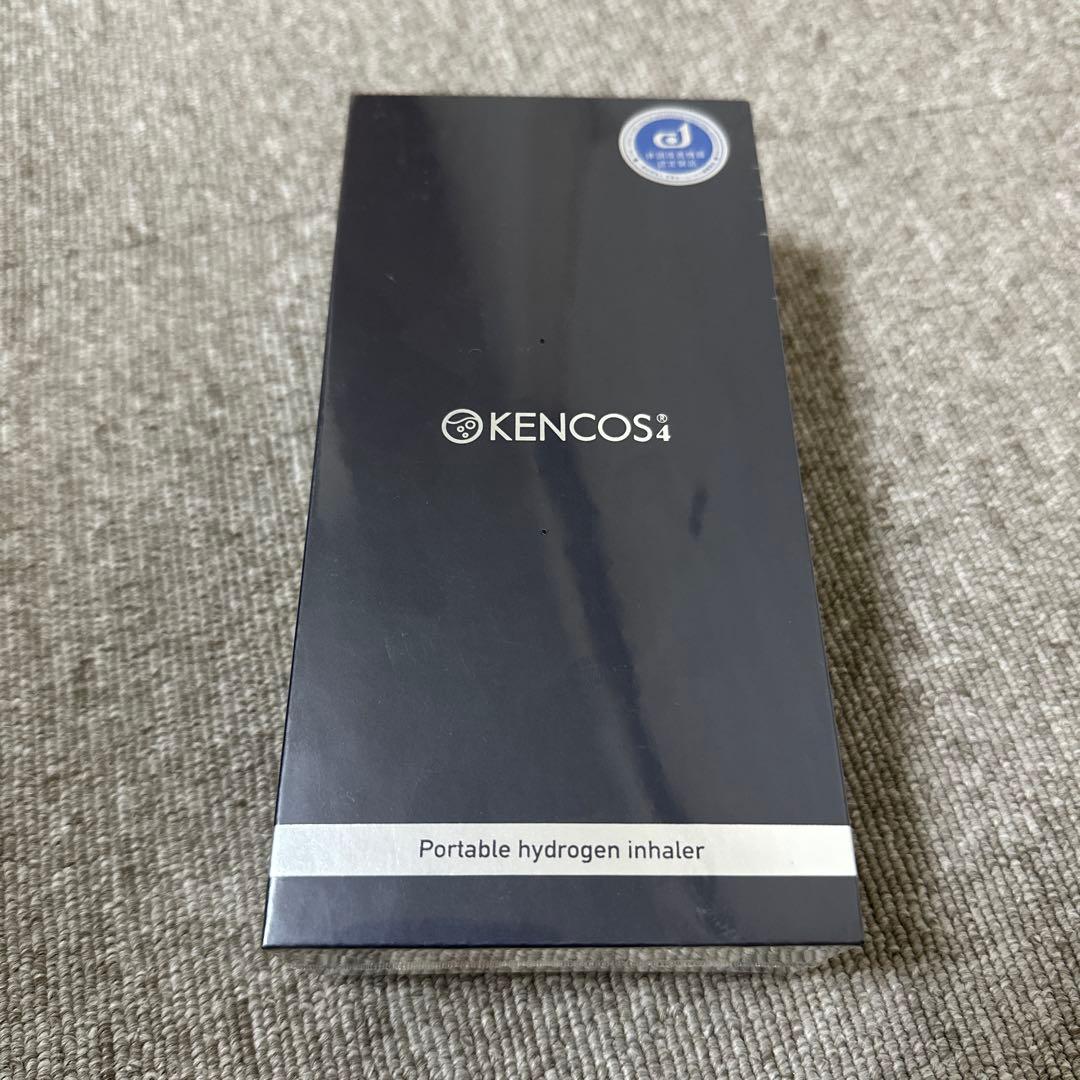 KENCOS®4
Portable hydrogen inhaler